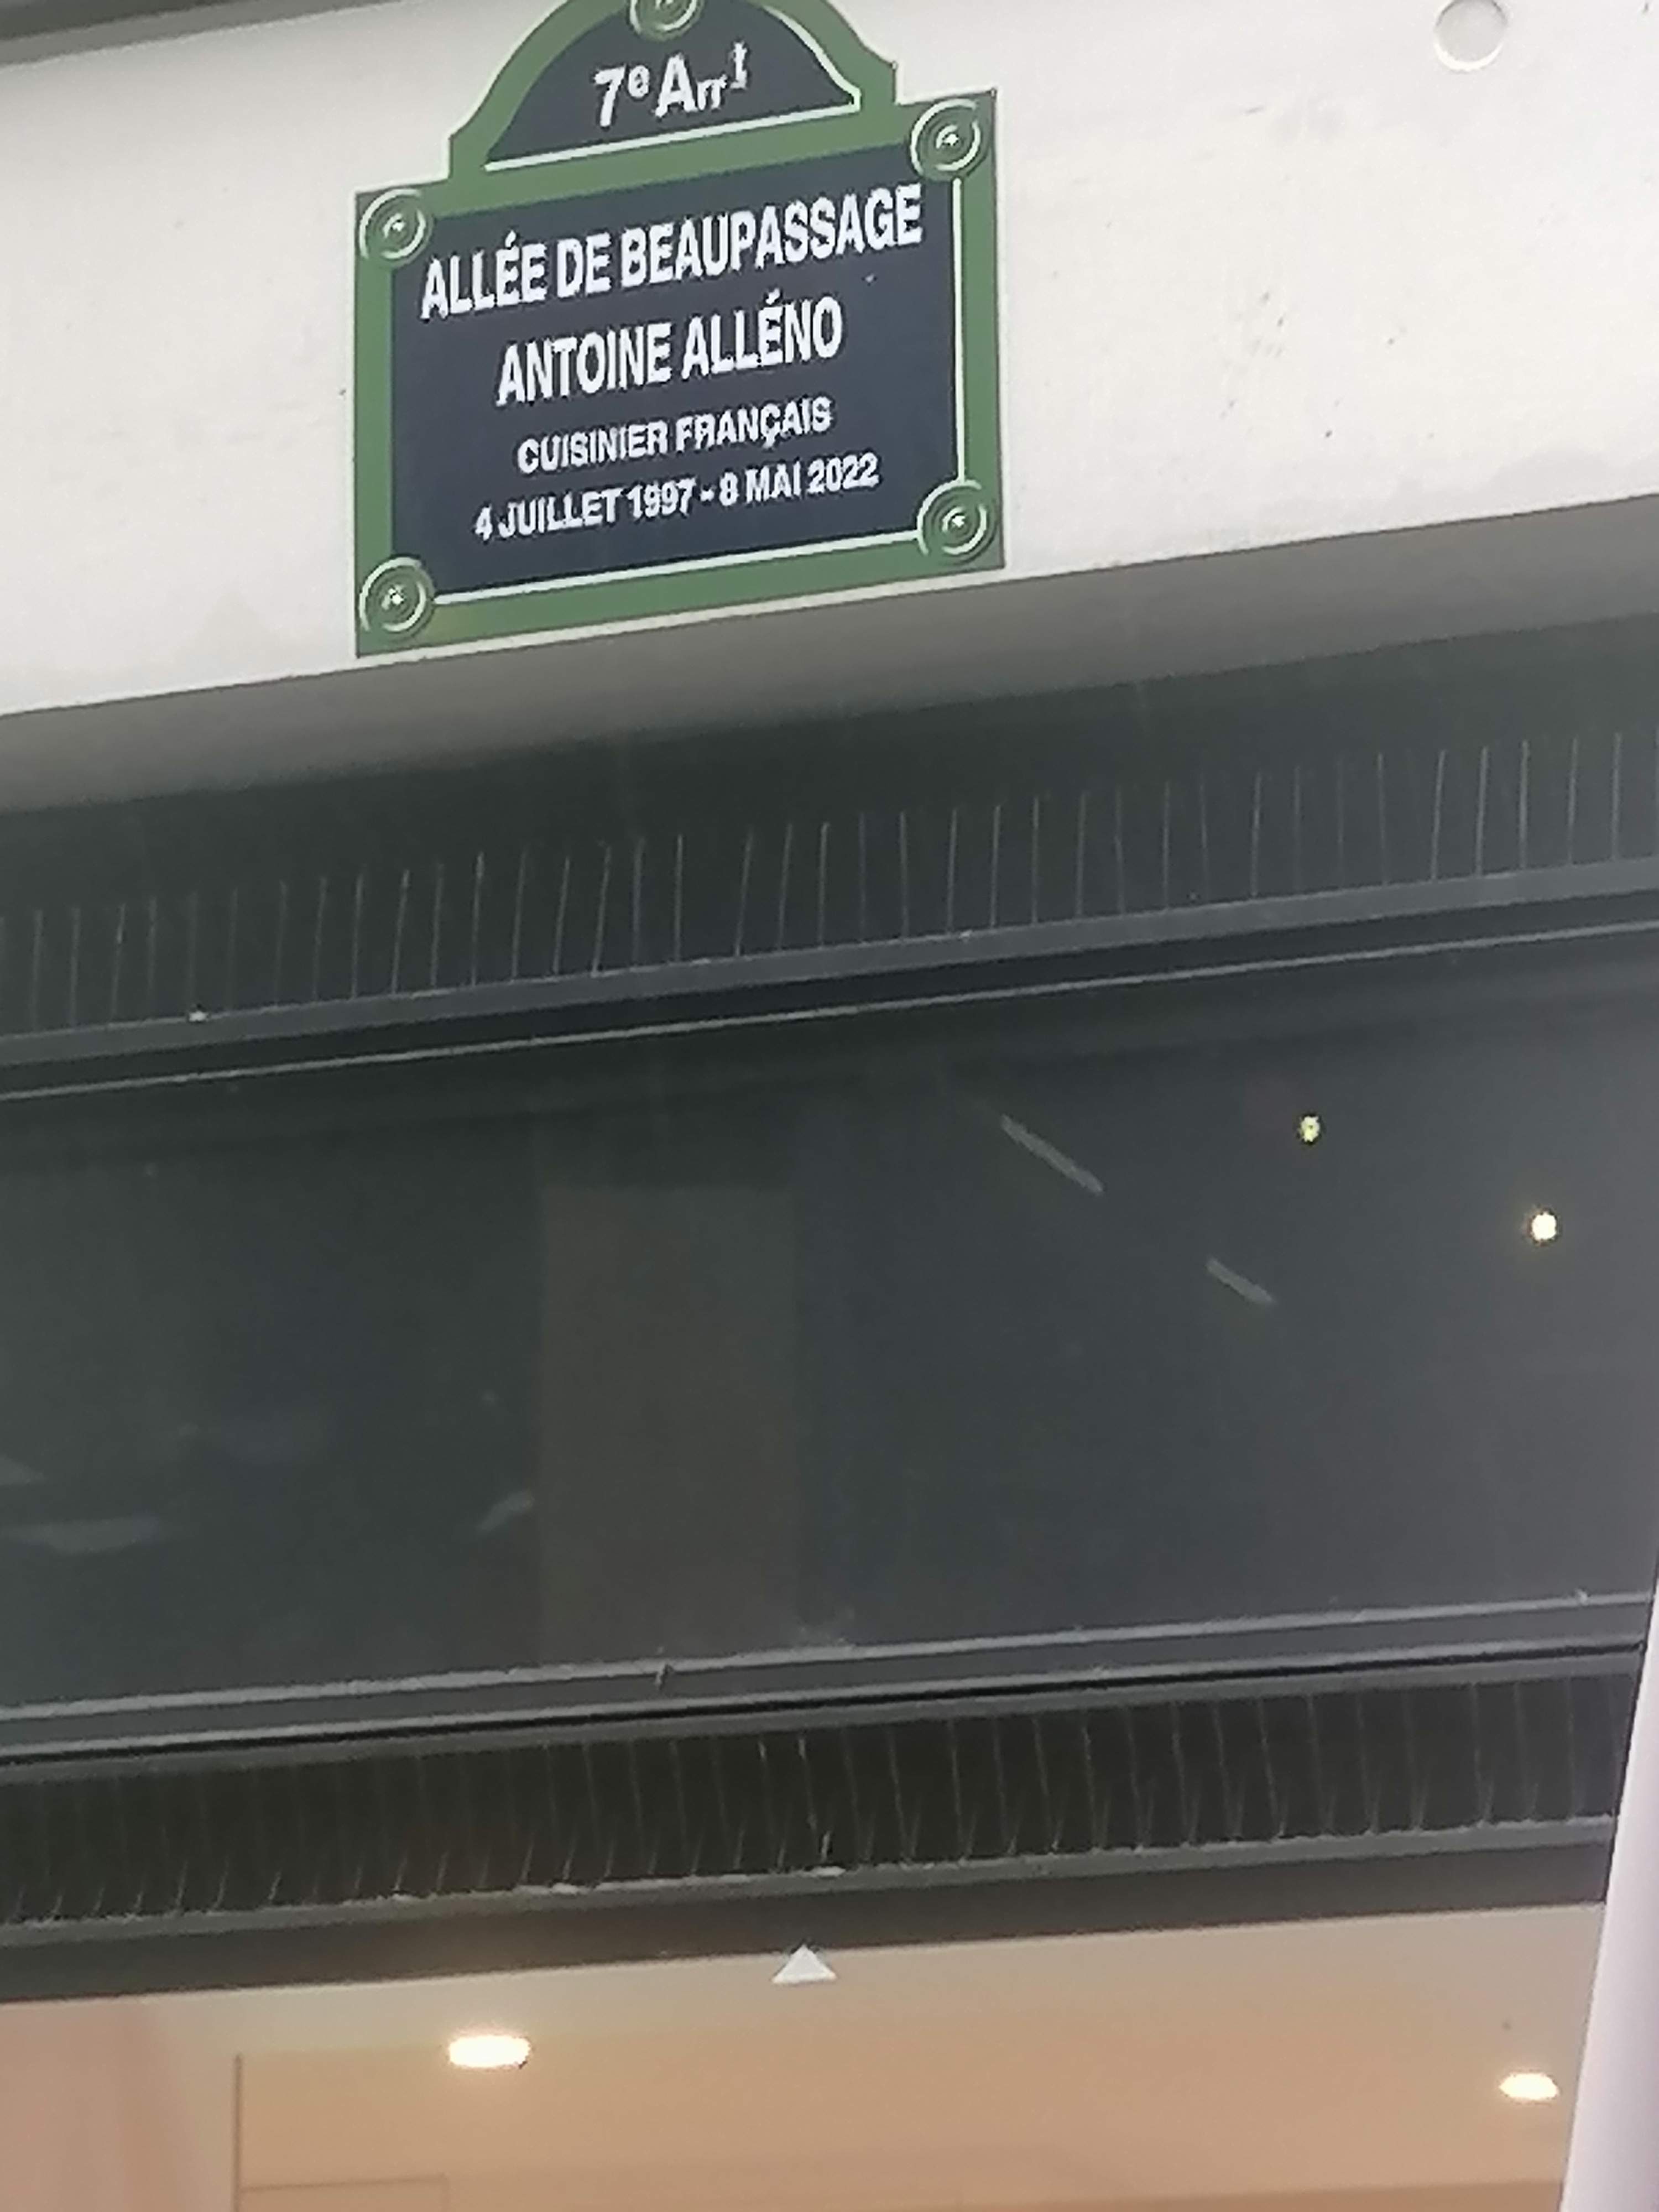 7e Arrt
ALLÉE DE BEAUPASSAGE
ANTOINE ALLÉNO
CUISINIER FRANÇAIS
4 JUILLET 1997 - 8 MAI 2022